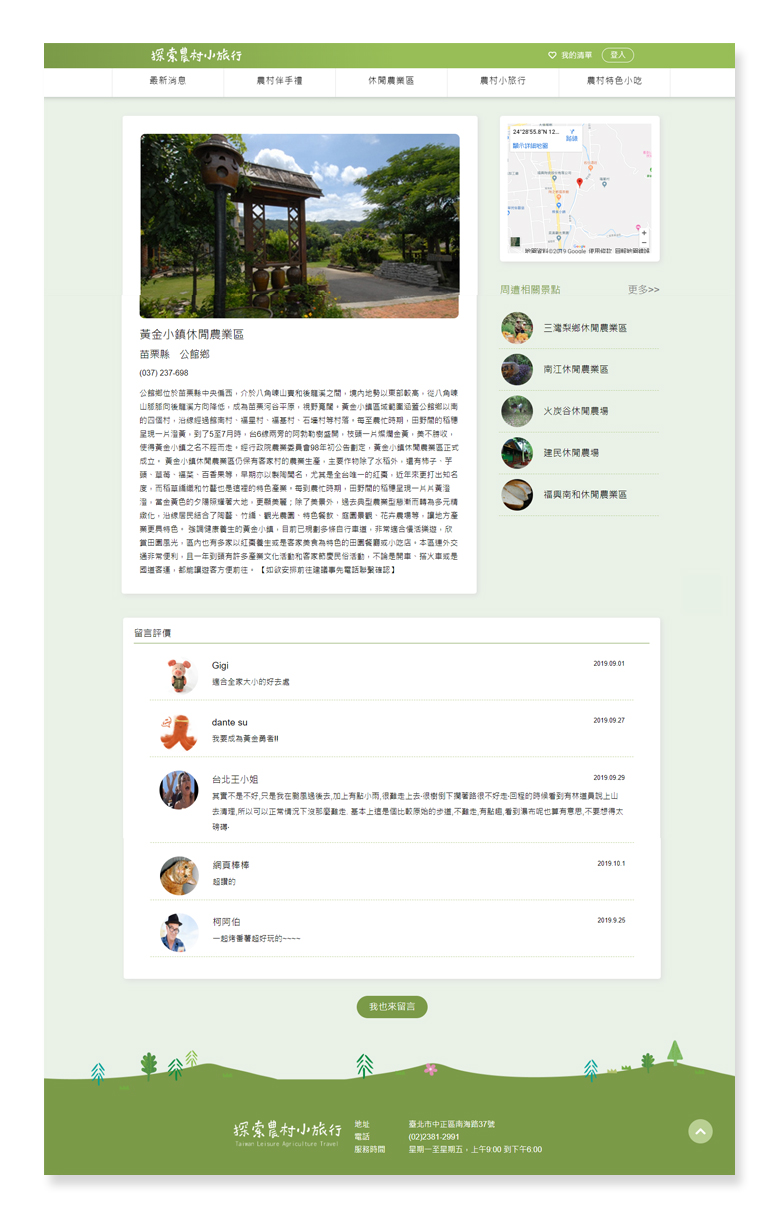 探索農村小旅行
我的清單
登入
最新消息
農村伴手禮
休閒農業區
農村小旅行
農村特色小吃
24°28'55.8"N 12...
顯示詳細地圖
地圖資料©2019 Google 使用條款
黃金小鎮休閒農業區
苗栗縣 公館鄉
(037) 237-698
公館鄉位於苗栗縣中央偏西，介於八角崠山賣和後龍溪之間，境內地勢以東部較高。從八角崠
山脈脈向後龍溪方向降低，成為苗栗河谷平原，視野寬闊。黃金小鎮區域範圍涵蓋公館鄉以南
的四個村，沿線經過館南村、福星村、福基村、石墻村等村落。每至農忙時期，田野間的稻穗
呈現一片澄黃，到了5至7月時，台6線兩旁的阿勃勒樹盛開，枝頭一片燦爛金黃，美不勝收，
使得黃金小鎮之名不脛而走。經行政院農業委員會98年初公告劃定，黃金小鎮休閒農業區正式
成立。 黃金小鎮休閒農業區仍保有客家村的農業生產，主要作物除了水稻外，還有柿子、芋
頭、草莓、福菜、百香果等，早期亦以製陶聞名，尤其是全台唯一的紅棗，近年來更打出知名
度，而稻草編織和竹藝也是這裡的特色產業。每到農忙時期，田野間的稻穗呈現一片片黃澄
澄，當金黃色的夕陽照耀著大地，更顯美麗；除了美景外，過去典型農業型態漸而轉為多元精
緻化，沿線居民結合了陶藝、竹編、觀光農園、特色餐飲、庭園景觀、花卉農場等，讓地方產
業更具特色。 強調健康養生的黃金小鎮，目前已規劃多條自行車道，非常適合慢活樂遊，欣
賞田園風光，區內也有多家以紅棗養生或是客家美食為特色的田園餐廳或小吃店。本區連外交
通非常便利，且一年到頭有許多產業文化活動和客家節慶民俗活動，不論是開車、搭火車或是
國道客運，都能讓遊客方便前往。 【如欲安排前往建議事先電話聯繫確認】
周遭相關景點
更多>>
三灣梨鄉休閒農業區
南江休閒農業區
火炭谷休閒農場
建民休閒農場
福興南和休閒農業區
留言評價
Gigi
2019.09.01
適合全家大小的好去處
dante su
2019.09.27
我要成為黃金勇者!!
台北王小姐
2019.09.29
其實不是不好,只是我在颱風過後去,加上有點小雨,很難走上去-很樹倒下攔著路很不好走-回程的時候看到有林道員說上山
去清理,所以可以正常情況下沒那麼難走. 基本上這是個比較原始的步道,不難走,有點趣,看到瀑布呢也算有意思,不要想得太
磅礡-
網頁棒棒
2019.10.1
超讚的
柯阿伯
2019.9.25
一起烤番薯超好玩的~~~~
我也來留言
探索農村小旅行
Taiwan Leisure Agriculture Travel
地址 臺北市中正區南海路37號
電話 (02)2381-2991
服務時間 星期一至星期五，上午9:00 到下午6:00